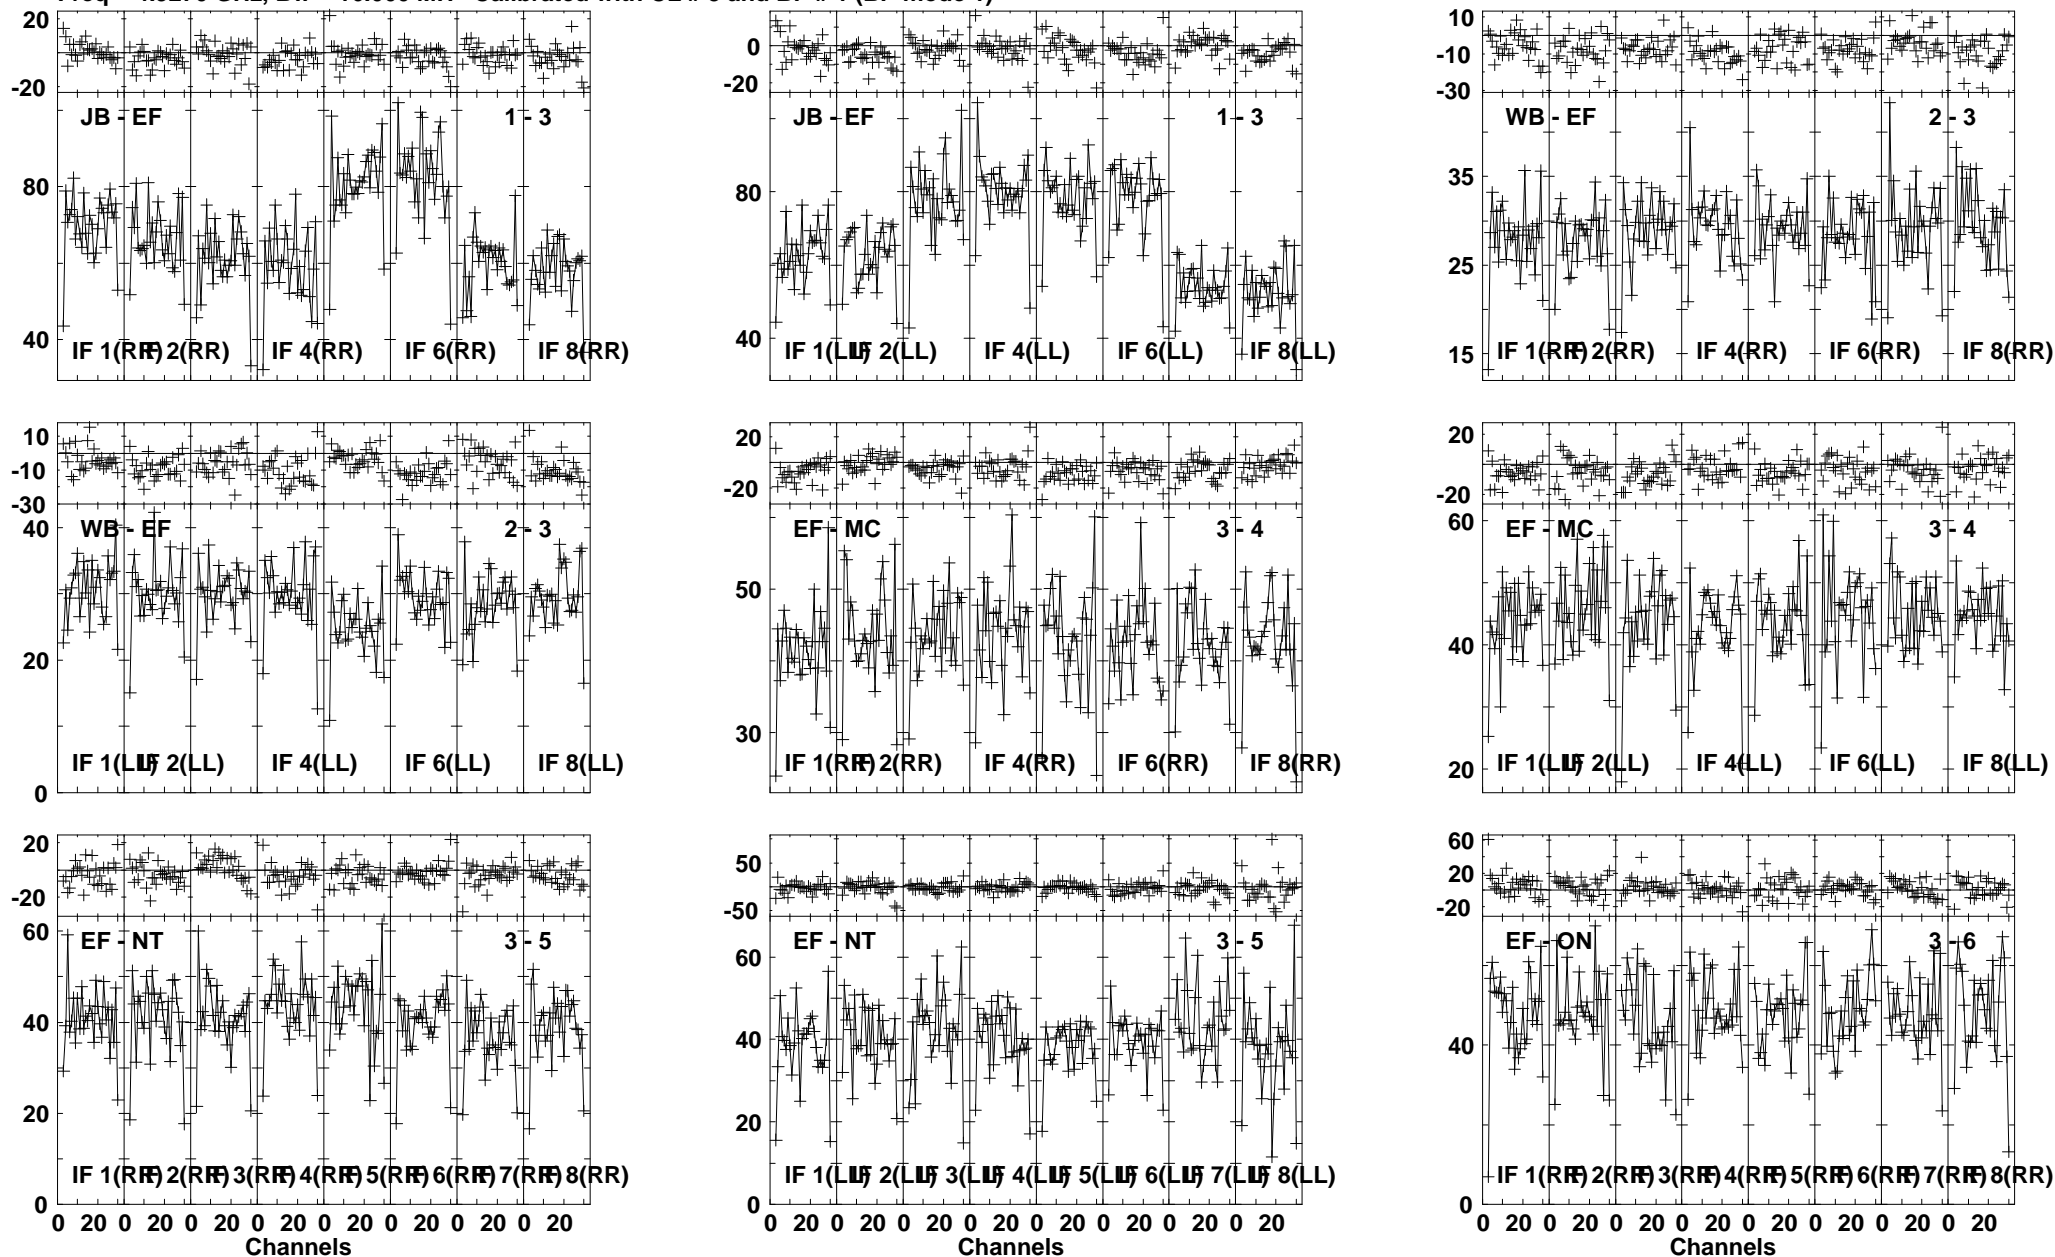 20
0
-20
JB - EF 1 - 3
80
40
IF 1(RR) IF 2(RR) IF 4(RR) IF 6(RR) IF 8(RR)
0
-20
JB - EF 1 - 3
80
40
IF 1(LL) IF 2(LL) IF 4(LL) IF 6(LL) IF 8(LL)
10
-10
-30
WB - EF 2 - 3
35
25
15
IF 1(RR) IF 2(RR) IF 4(RR) IF 6(RR) IF 8(RR)
10
-10
-30
WB - EF 2 - 3
40
20
0
IF 1(LL) IF 2(LL) IF 4(LL) IF 6(LL) IF 8(LL)
20
-20
EF - MC 3 - 4
50
30
IF 1(RR) IF 2(RR) IF 4(RR) IF 6(RR) IF 8(RR)
20
-20
EF - MC 3 - 4
60
40
20
IF 1(LL) IF 2(LL) IF 4(LL) IF 6(LL) IF 8(LL)
20
-20
EF - NT 3 - 5
60
40
20
0
IF 1(RR) IF 2(RR) IF 3(RR) IF 4(RR) IF 5(RR) IF 6(RR) IF 7(RR) IF 8(RR)
0 20 0 20 0 20 0 20 0 20 0 20 0 20 0 20
Channels
50
-50
EF - NT 3 - 5
60
40
20
0
IF 1(LL) IF 2(LL) IF 3(LL) IF 4(LL) IF 5(LL) IF 6(LL) IF 7(LL) IF 8(LL)
0 20 0 20 0 20 0 20 0 20 0 20 0 20 0 20
Channels
60
20
-20
EF - ON 3 - 6
40
0
IF 1(RR) IF 2(RR) IF 3(RR) IF 4(RR) IF 5(RR) IF 6(RR) IF 7(RR) IF 8(RR)
0 20 0 20 0 20 0 20 0 20 0 20 0 20 0 20
Channels